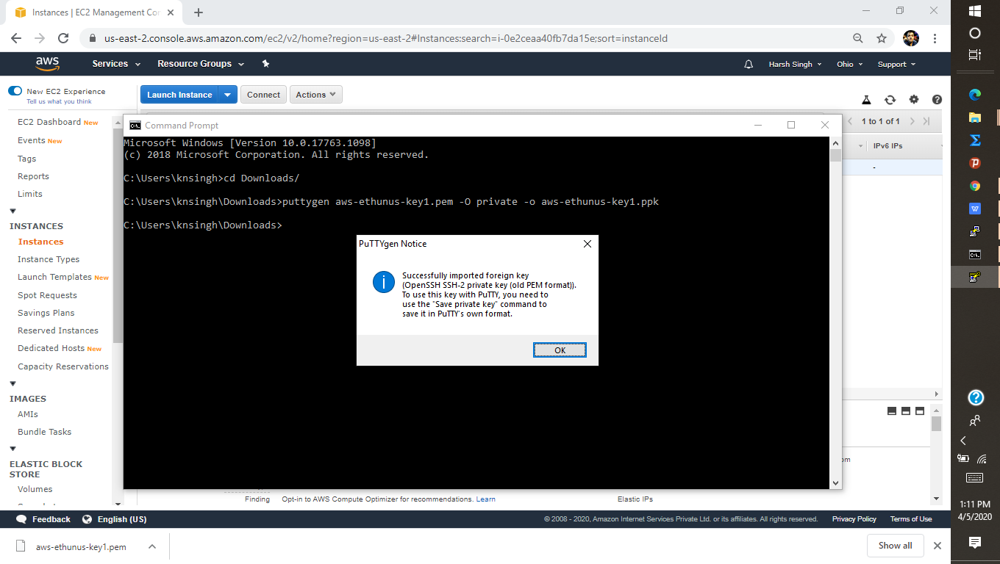 Instances | EC2 Management Con
us-east-2.console.aws.amazon.com/ec2/v2/home?region=us-east-2#Instances:search=i-0e2ceaa40fb7da15e;sort=instanceId
aws Services Resource Groups Harsh Singh Ohio Support
New EC2 Experience
Tell us what you think
Launch Instance Connect Actions
EC2 Dashboard New
Events New
Tags
Reports
Limits
INSTANCES
Instances
Instance Types
Launch Templates New
Spot Requests
Savings Plans
Reserved Instances
Dedicated Hosts New
Capacity Reservations
IMAGES
AMIs
Bundle Tasks
ELASTIC BLOCK
STORE
Volumes
1 to 1 of 1
IPv6 IPs
-
Command Prompt
Microsoft Windows [Version 10.0.17763.1098]
(c) 2018 Microsoft Corporation. All rights reserved.
C:\Users\knsingh>cd Downloads/
C:\Users\knsingh\Downloads>puttygen aws-ethunus-key1.pem -O private -o aws-ethunus-key1.ppk
C:\Users\knsingh\Downloads>
PuTTYgen Notice
Successfully imported foreign key
(OpenSSH SSH-2 private key (old PEM format)).
To use this key with PuTTY, you need to
use the "Save private key" command to
save it in PuTTY's own format.
OK
om
Finding Opt-in to AWS Compute Optimizer for recommendations. Learn Elastic IPs
Feedback English (US) © 2008 - 2020, Amazon Internet Services Private Ltd. or its affiliates. All rights reserved. Privacy Policy Terms of Use
aws-ethunus-key1.pem Show all
1:11 PM
4/5/2020